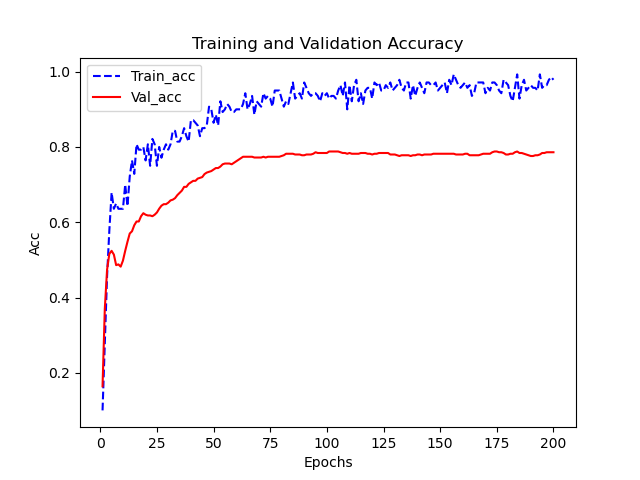 Training and Validation Accuracy
Train_acc
Val_acc
1.0
0.8
0.6
0.4
0.2
Acc
0 25 50 75 100 125 150 175 200
Epochs